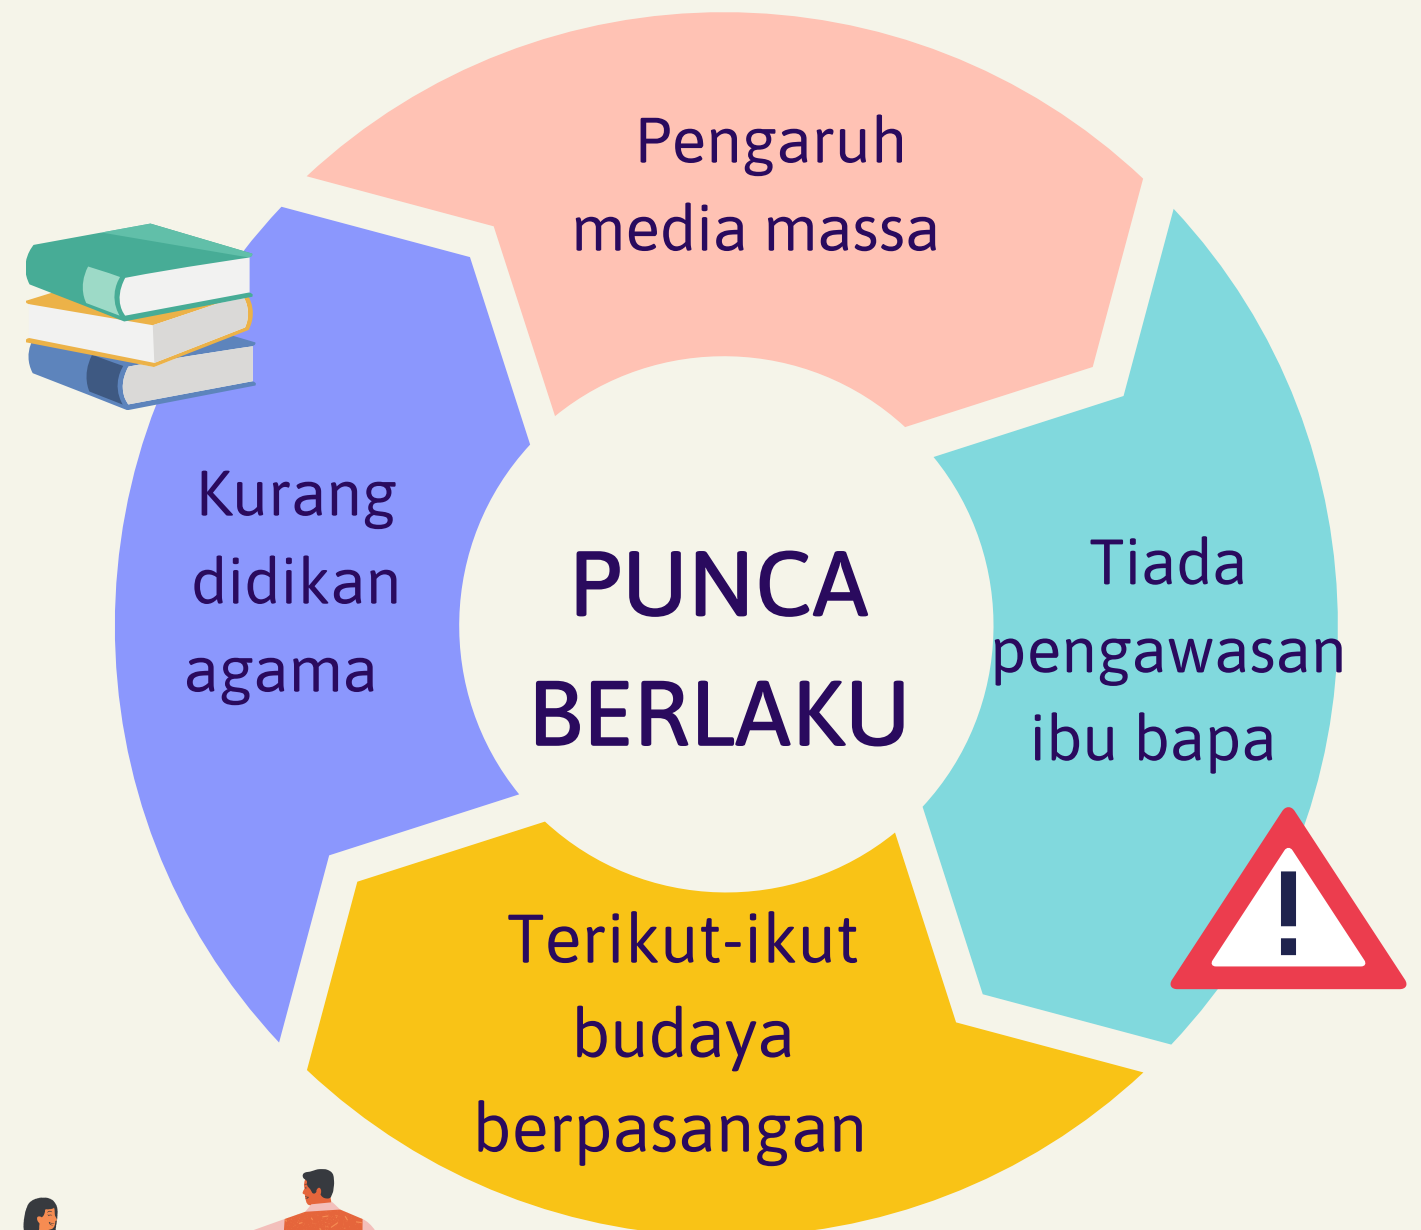 Pengaruh
media massa
Kurang
didikan
agama
PUNCA
BERLAKU
Tiada
pengawasan
ibu bapa
Terikut-ikut
budaya
berpasangan
!